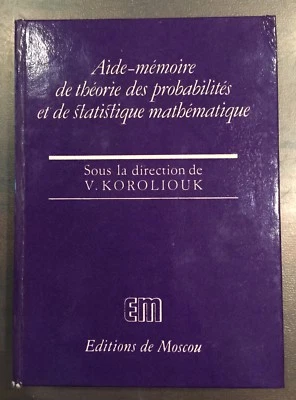 Aide-mémoire
de théorie des probabilités
et de statistique mathématique
Sous la direction de
V. KOROLIOUK
EM
Editions de Moscou